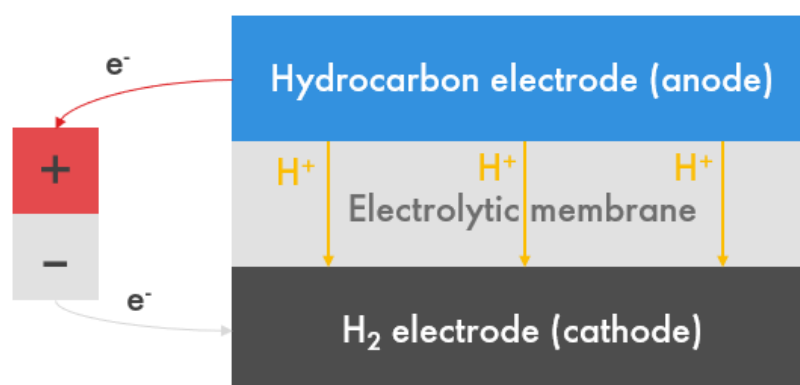 e⁻
Hydrocarbon electrode (anode)
+
H⁺ H⁺ H⁺
Electrolytic membrane
−
e⁻
H₂ electrode (cathode)